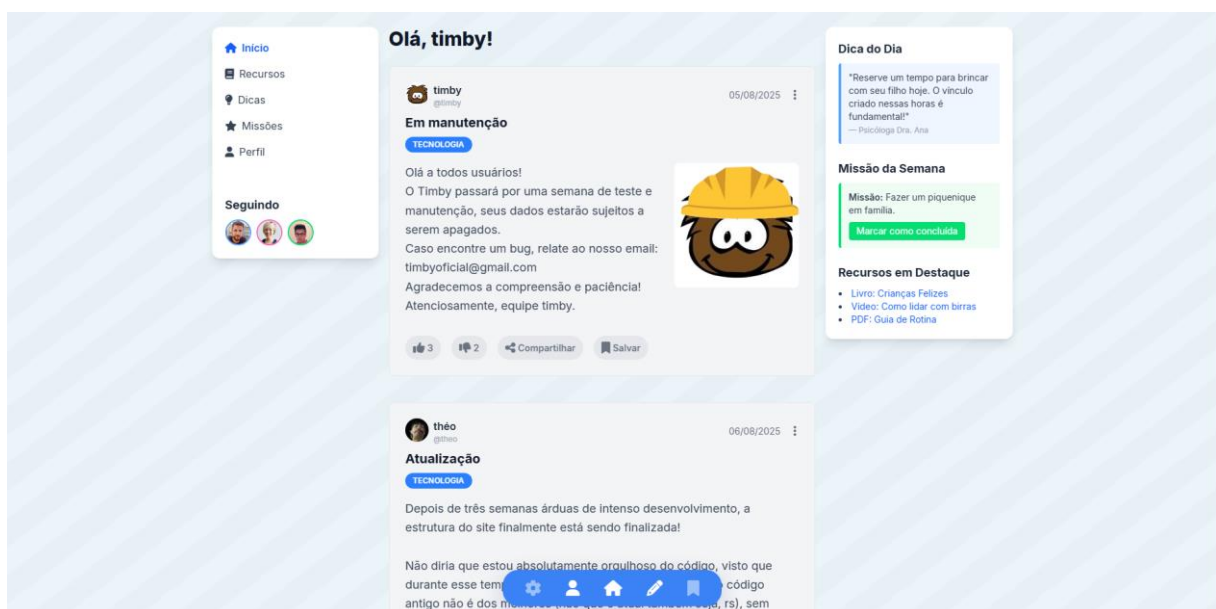 Início
Recursos
Dicas
Missões
Perfil
Seguindo
Olá, timby!
timby
@timby
05/08/2025
Em manutenção
TECNOLOGIA
Olá a todos usuários!
O Timby passará por uma semana de teste e
manutenção, seus dados estarão sujeitos a
serem apagados.
Caso encontre um bug, relate ao nosso email:
timbyoficial@gmail.com
Agradecemos a compreensão e paciência!
Atenciosamente, equipe timby.
3
2
Compartilhar
Salvar
théo
@theo
06/08/2025
Atualização
TECNOLOGIA
Depois de três semanas árduas de intenso desenvolvimento, a
estrutura do site finalmente está sendo finalizada!
Não diria que estou absolutamente orgulhoso do código, visto que
durante esse código
antigo não é dos rs), sem
Dica do Dia
"Reserve um tempo para brincar
com seu filho hoje. O vínculo
criado nessas horas é
fundamental!"
— Psicóloga Dra. Ana
Missão da Semana
Missão: Fazer um piquenique
em família.
Marcar como concluída
Recursos em Destaque
Livro: Crianças Felizes
Vídeo: Como lidar com birras
PDF: Guia de Rotina